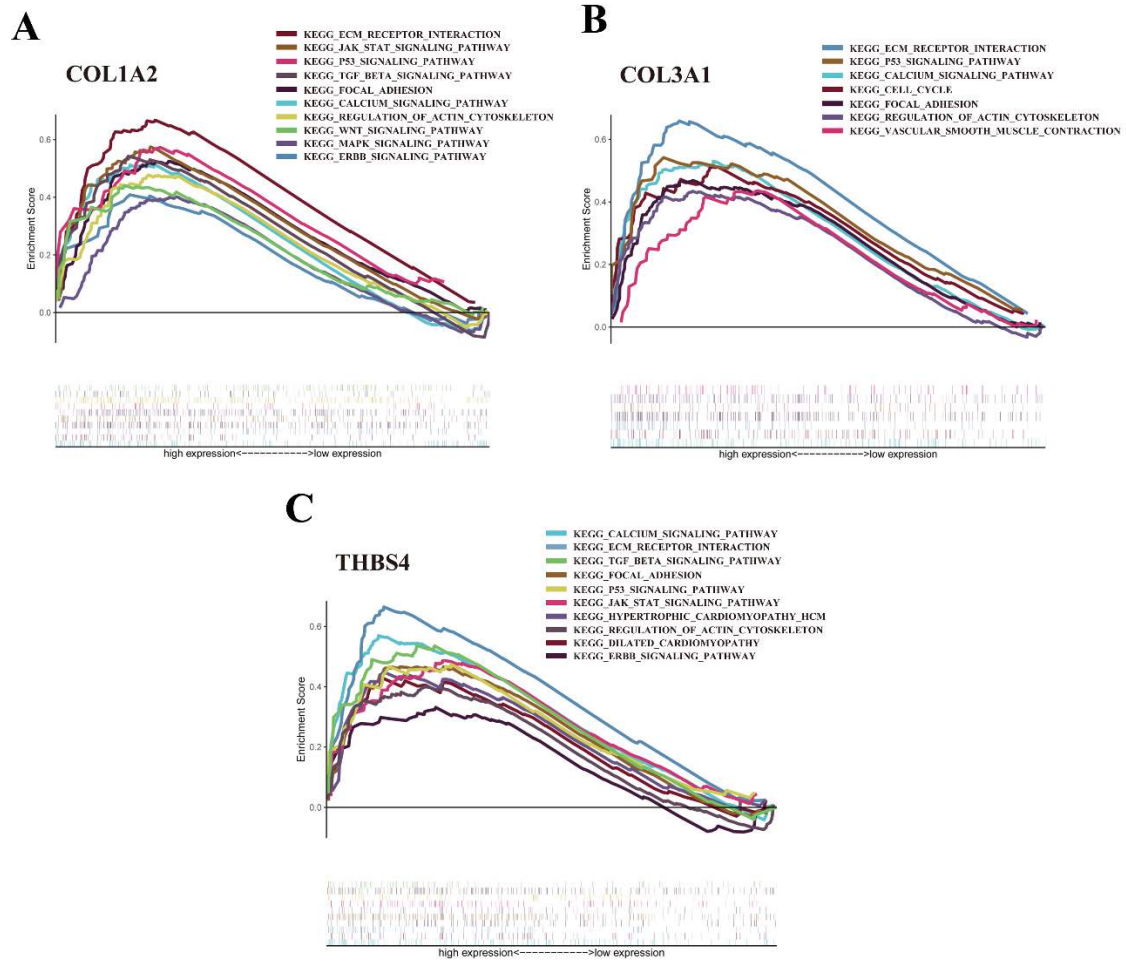 A
COL1A2
KEGG_ECM_RECEPTOR_INTERACTION
KEGG_JAK_STAT_SIGNALING_PATHWAY
KEGG_P53_SIGNALING_PATHWAY
KEGG_TGF_BETA_SIGNALING_PATHWAY
KEGG_FOCAL_ADHESION
KEGG_CALCIUM_SIGNALING_PATHWAY
KEGG_REGULATION_OF_ACTIN_CYTOSKELETON
KEGG_WNT_SIGNALING_PATHWAY
KEGG_MAPK_SIGNALING_PATHWAY
KEGG_ERBB_SIGNALING_PATHWAY
Enrichment Score
0.6
0.4
0.2
0.0
high expression<------------>low expression
B
COL3A1
KEGG_ECM_RECEPTOR_INTERACTION
KEGG_P53_SIGNALING_PATHWAY
KEGG_CALCIUM_SIGNALING_PATHWAY
KEGG_CELL_CYCLE
KEGG_FOCAL_ADHESION
KEGG_REGULATION_OF_ACTIN_CYTOSKELETON
KEGG_VASCULAR_SMOOTH_MUSCLE_CONTRACTION
Enrichment Score
0.6
0.4
0.2
0.0
high expression<------------>low expression
C
THBS4
KEGG_CALCIUM_SIGNALING_PATHWAY
KEGG_ECM_RECEPTOR_INTERACTION
KEGG_TGF_BETA_SIGNALING_PATHWAY
KEGG_FOCAL_ADHESION
KEGG_P53_SIGNALING_PATHWAY
KEGG_JAK_STAT_SIGNALING_PATHWAY
KEGG_HYPERTROPHIC_CARDIOMYOPATHY_HCM
KEGG_REGULATION_OF_ACTIN_CYTOSKELETON
KEGG_DILATED_CARDIOMYOPATHY
KEGG_ERBB_SIGNALING_PATHWAY
Enrichment Score
0.6
0.4
0.2
0.0
high expression<------------>low expression